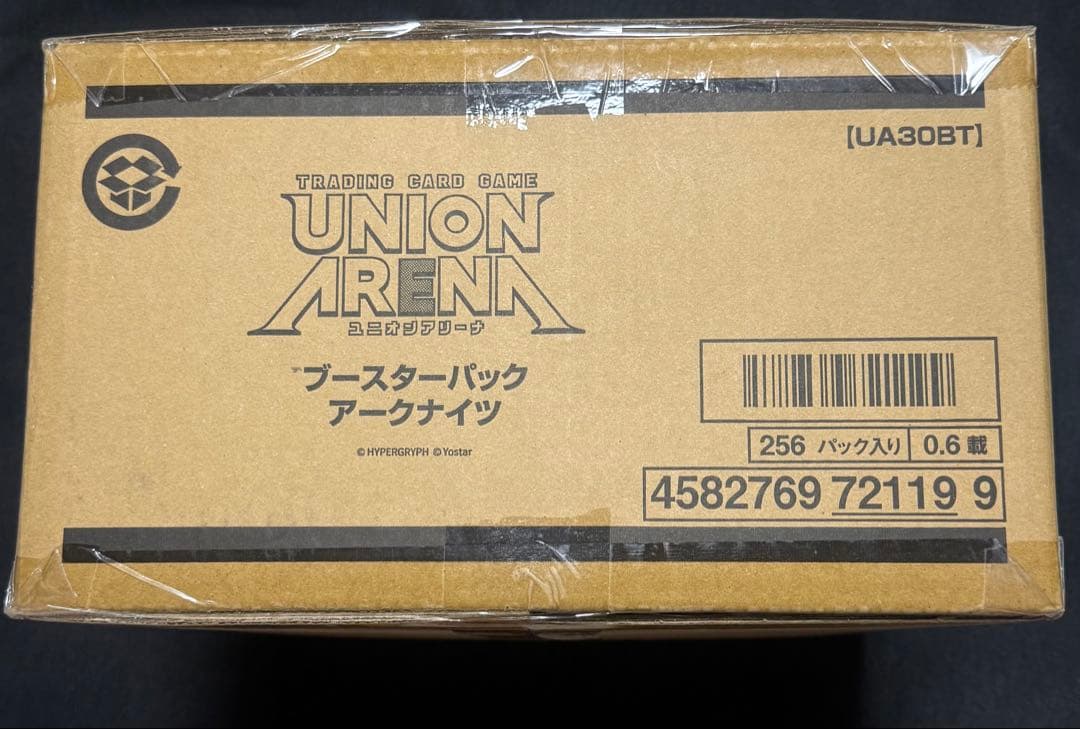 【UA30BT】
TRADING CARD GAME
UNION
ARENA
ユニオンアリーナ
ブースターパック
アークナイツ
©HYPERGRYPH ©Yostar
256 パック入り 0.6 載
4582769 72119 9